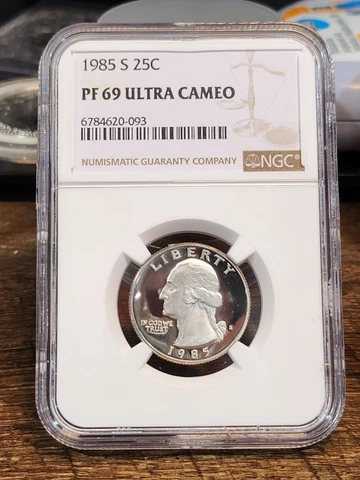 1985 S 25C
PF 69 ULTRA CAMEO
6784620-093
NUMISMATIC GUARANTY COMPANY
NGC
LIBERTY
IN GOD WE
TRUST
S
1985